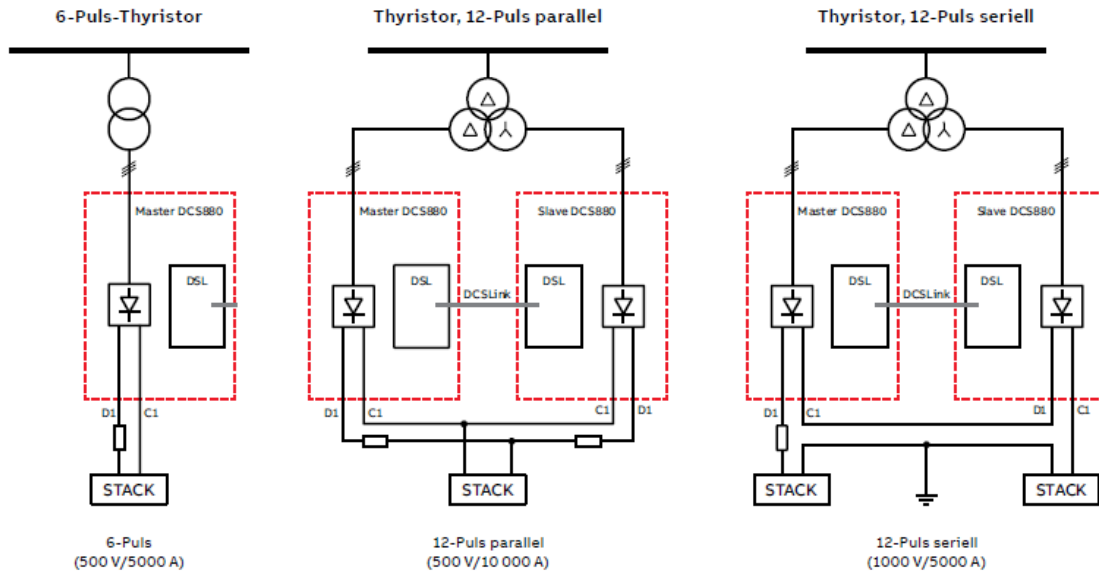 6-Puls-Thyristor
Master DCS880
DSL
D1
C1
STACK
6-Puls
(500 V/5000 A)
Thyristor, 12-Puls parallel
Master DCS880
Slave DCS880
DSL
DCSLink
DSL
D1
C1
C1
D1
STACK
12-Puls parallel
(500 V/10 000 A)
Thyristor, 12-Puls seriell
Master DCS880
Slave DCS880
DSL
DCSLink
DSL
D1
C1
D1
C1
STACK
STACK
12-Puls seriell
(1000 V/5000 A)